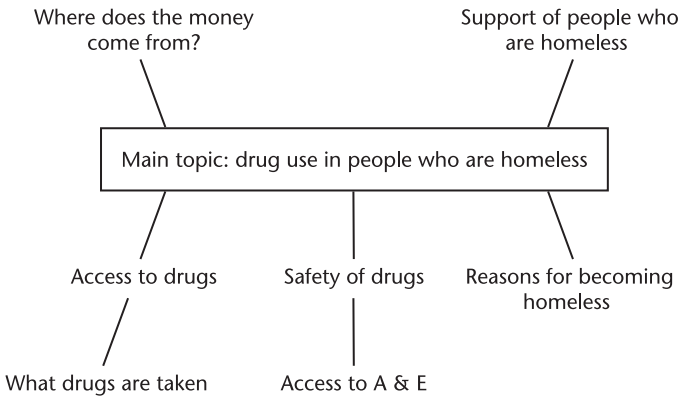 Where does the money
come from?
Support of people who
are homeless
Main topic: drug use in people who are homeless
Access to drugs
Safety of drugs
Reasons for becoming
homeless
What drugs are taken
Access to A & E